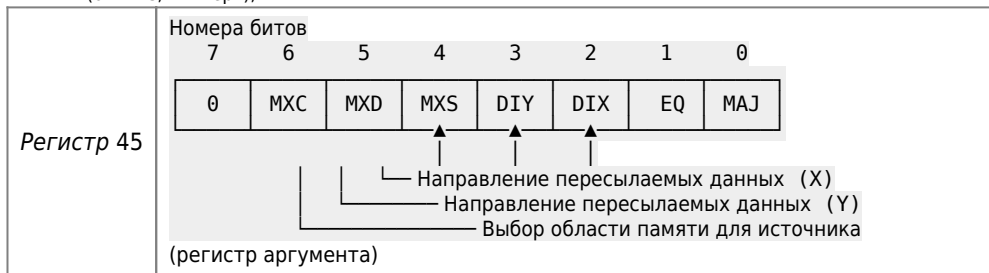 Номера битов
7 6 5 4 3 2 1 0
0 MXC MXD MXS DIY DIX EQ MAJ
Регистр 45
Направление пересылаемых данных (X)
Направление пересылаемых данных (Y)
Выбор области памяти для источника
(регистр аргумента)